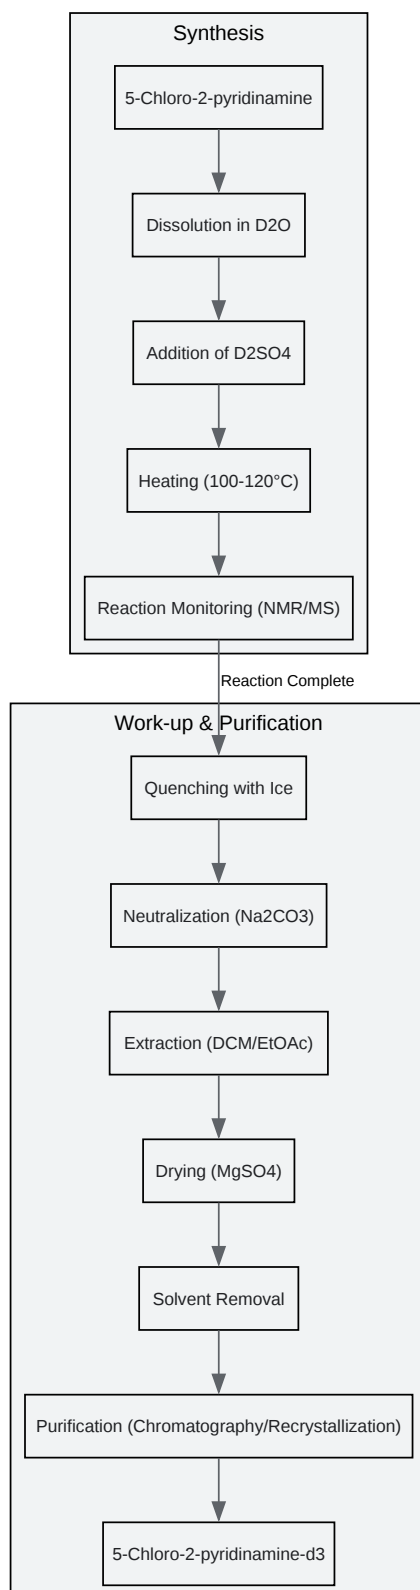 Synthesis
5-Chloro-2-pyridinamine
Dissolution in D2O
Addition of D2SO4
Heating (100-120°C)
Reaction Monitoring (NMR/MS)
Reaction Complete
Work-up & Purification
Quenching with Ice
Neutralization (Na2CO3)
Extraction (DCM/EtOAc)
Drying (MgSO4)
Solvent Removal
Purification (Chromatography/Recrystallization)
5-Chloro-2-pyridinamine-d3